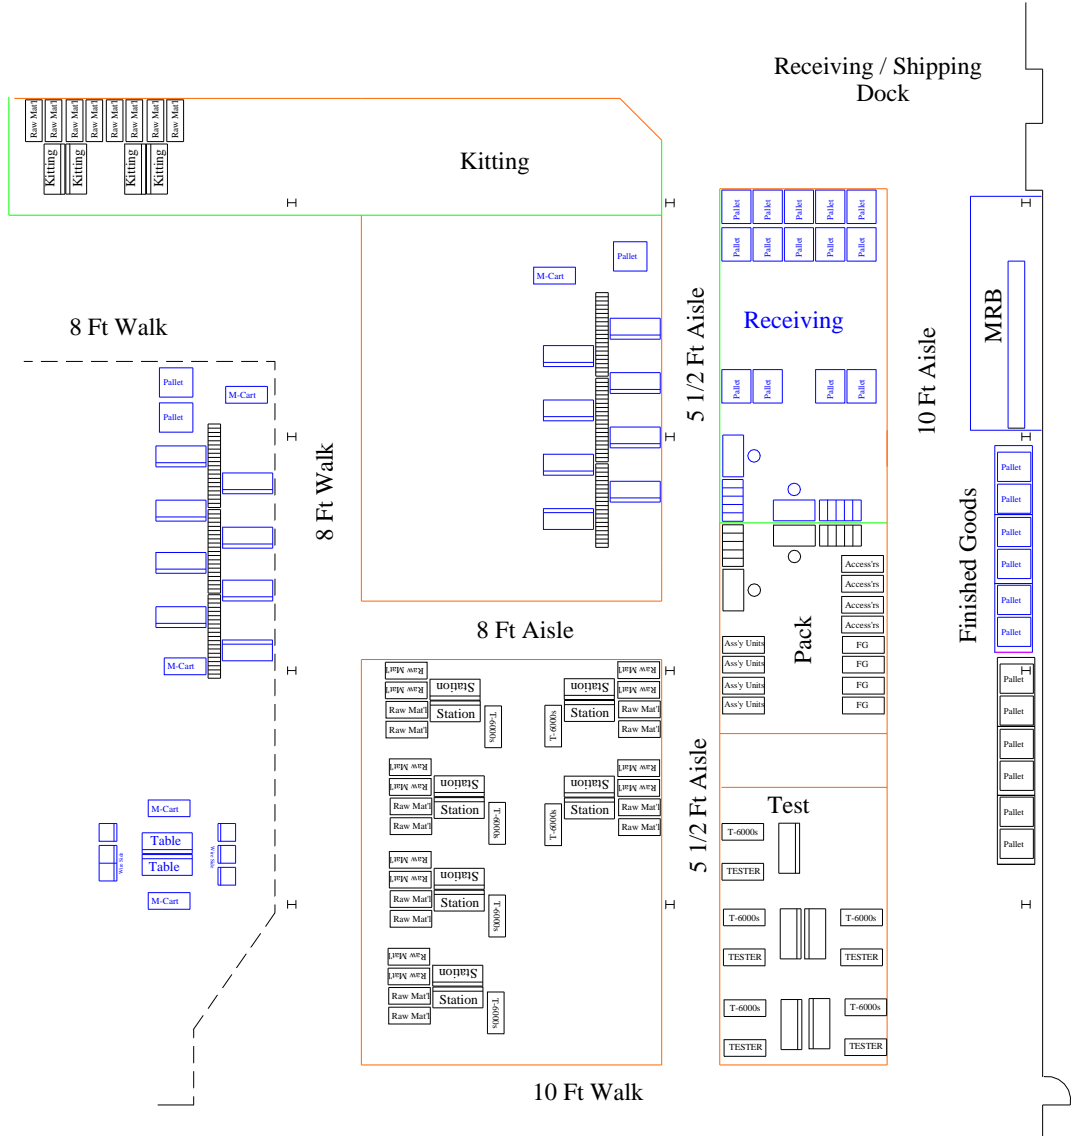 Receiving / Shipping
Dock
Raw Mat'l
Raw Mat'l
Raw Mat'l
Raw Mat'l
Raw Mat'l
Raw Mat'l
Raw Mat'l
Raw Mat'l
Kitting
Kitting
Kitting
Kitting
Kitting
Pallet
M-Cart
8 Ft Walk
Pallet
Pallet
M-Cart
8 Ft Walk
M-Cart
M-Cart
Table
Table
M-Cart
5 1/2 Ft Aisle
Pallet
Pallet
Pallet
Pallet
Pallet
Pallet
Pallet
Pallet
Pallet
Pallet
Receiving
Pallet
Pallet
Pallet
Pallet
10 Ft Aisle
MRB
Finished Goods
Pallet
Pallet
Pallet
Pallet
Pallet
Pallet
Pallet
Pallet
Pallet
Pallet
Pallet
Pallet
Access'rs
Access'rs
Access'rs
Access'rs
Pack
Ass'y Units
Ass'y Units
Ass'y Units
Ass'y Units
FG
FG
FG
FG
8 Ft Aisle
Raw Mat'l
Raw Mat'l
Raw Mat'l
Raw Mat'l
Station
Station
T-6000s
Raw Mat'l
Raw Mat'l
Raw Mat'l
Raw Mat'l
Station
Station
T-6000s
Raw Mat'l
Raw Mat'l
Raw Mat'l
Raw Mat'l
Station
Station
T-6000s
Raw Mat'l
Raw Mat'l
Raw Mat'l
Raw Mat'l
Station
Station
T-6000s
Raw Mat'l
Raw Mat'l
Raw Mat'l
Raw Mat'l
Station
Station
T-6000s
Raw Mat'l
Raw Mat'l
Raw Mat'l
Raw Mat'l
Station
Station
T-6000s
5 1/2 Ft Aisle
Test
T-6000s
TESTER
T-6000s
T-6000s
TESTER
TESTER
T-6000s
T-6000s
TESTER
TESTER
10 Ft Walk